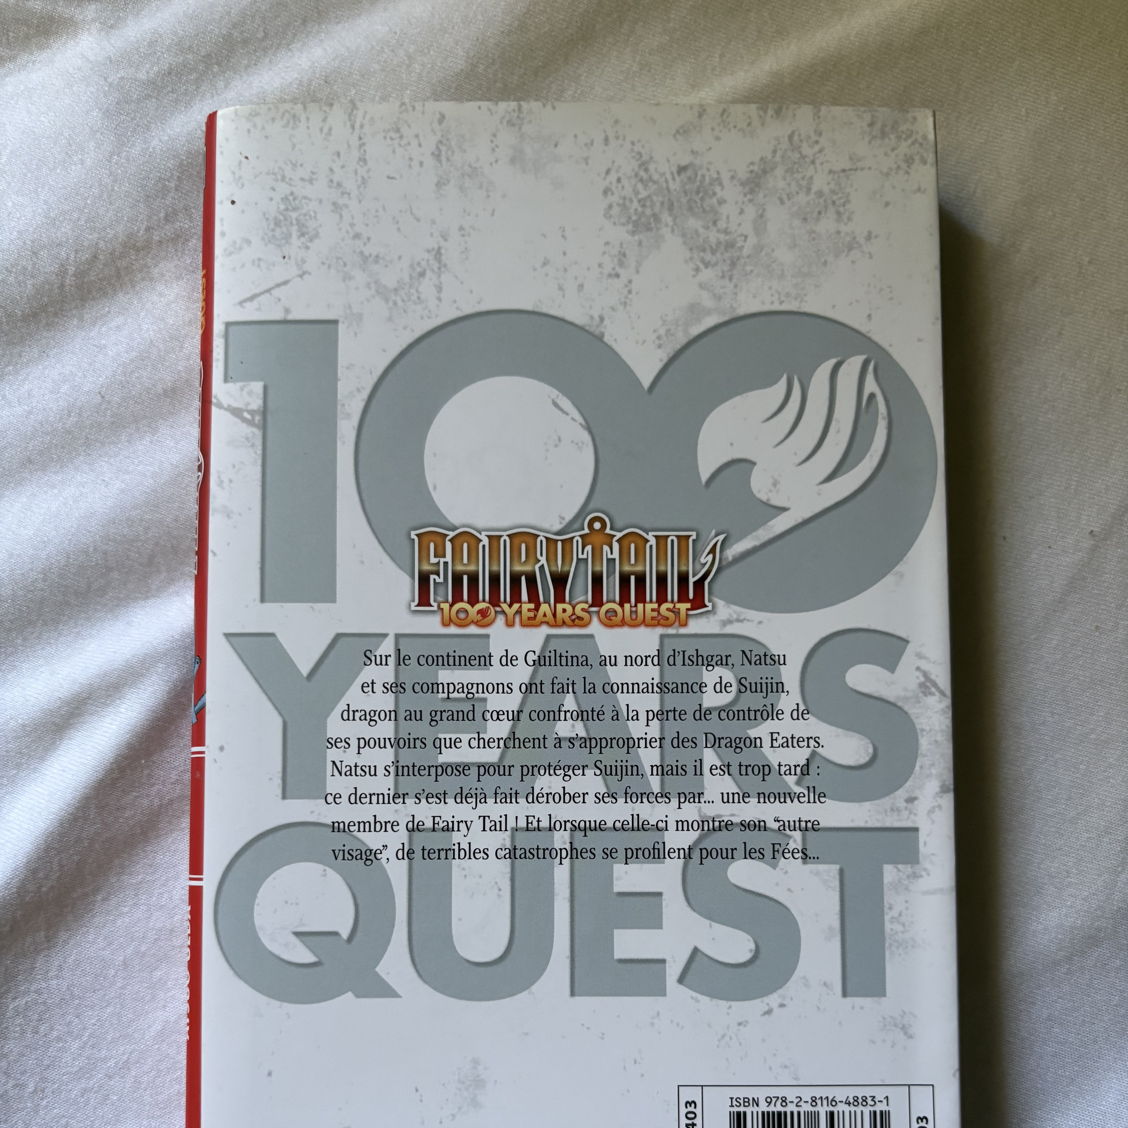 100
YEARS
QUEST
FAIRY TAIL
100 YEARS QUEST
Sur le continent de Guiltina, au nord d’Ishgar, Natsu
et ses compagnons ont fait la connaissance de Suijin,
dragon au grand cœur confronté à la perte de contrôle de
ses pouvoirs que cherchent à s’approprier des Dragon Eaters.
Natsu s’interpose pour protéger Suijin, mais il est trop tard :
ce dernier s’est déjà fait dérober ses forces par... une nouvelle
membre de Fairy Tail ! Et lorsque celle-ci montre son “autre
visage”, de terribles catastrophes se profilent pour les Fées...
ISBN 978-2-8116-4883-1